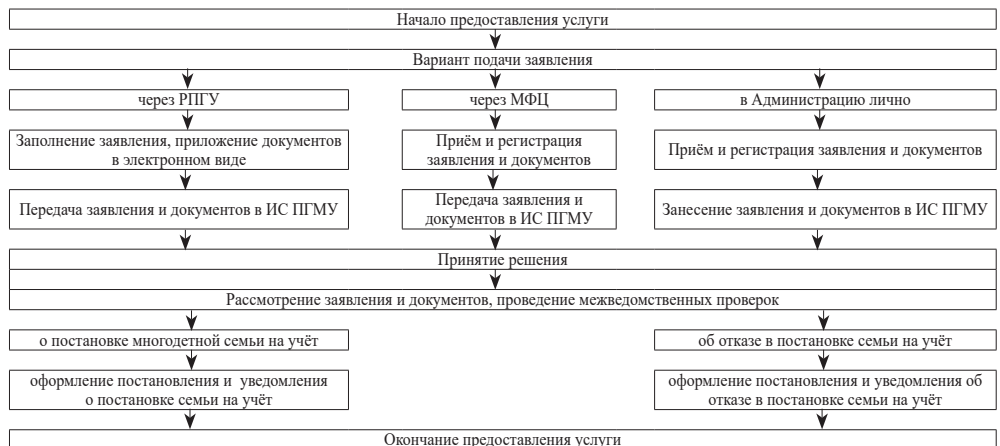 Начало предоставления услуги
Вариант подачи заявления
через РПГУ
через МФЦ
в Администрацию лично
Заполнение заявления, приложение документов
в электронном виде
Приём и регистрация
заявления и документов
Приём и регистрация заявления и документов
Передача заявления и документов в ИС ПГМУ
Передача заявления и
документов в ИС ПГМУ
Занесение заявления и документов в ИС ПГМУ
Принятие решения
Рассмотрение заявления и документов, проведение межведомственных проверок
о постановке многодетной семьи на учёт
об отказе в постановке семьи на учёт
оформление постановления и уведомления
о постановке семьи на учёт
оформление постановления и уведомления об
отказе в постановке семьи на учёт
Окончание предоставления услуги